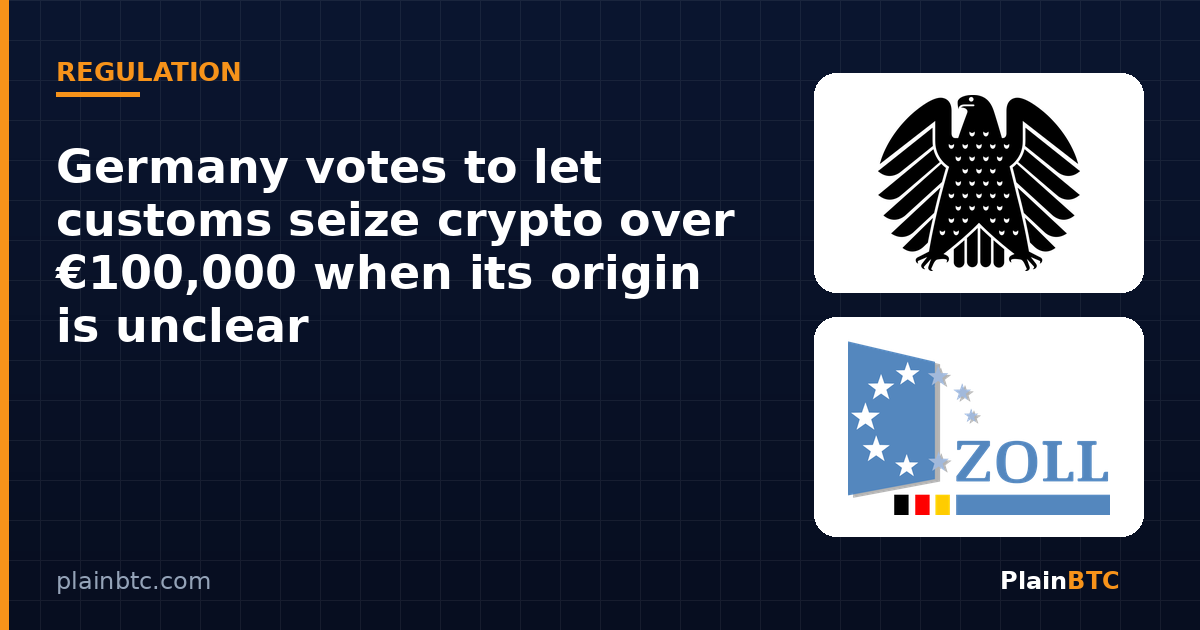 REGULATION
Germany votes to let
customs seize crypto over
€100,000 when its origin
is unclear
ZOLL
plainbtc.com
PlainBTC